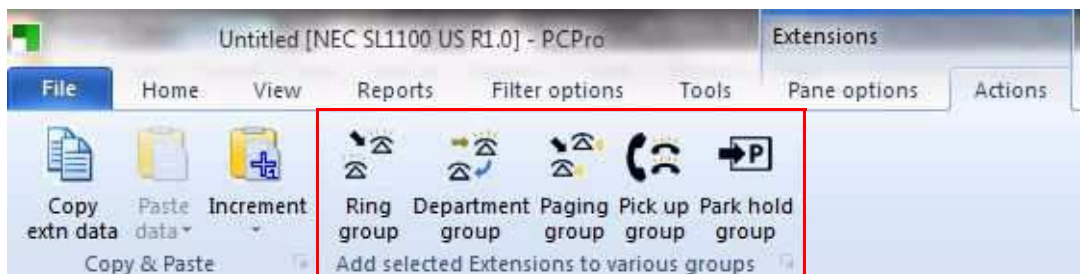 Untitled [NEC SL1100 US R1.0] - PCPro Extensions
File Home View Reports Filter options Tools Pane options Actions
P
Copy Paste Increment Ring Department Paging Pick up Park hold
extn data data group group group group group
Copy & Paste Add selected Extensions to various groups